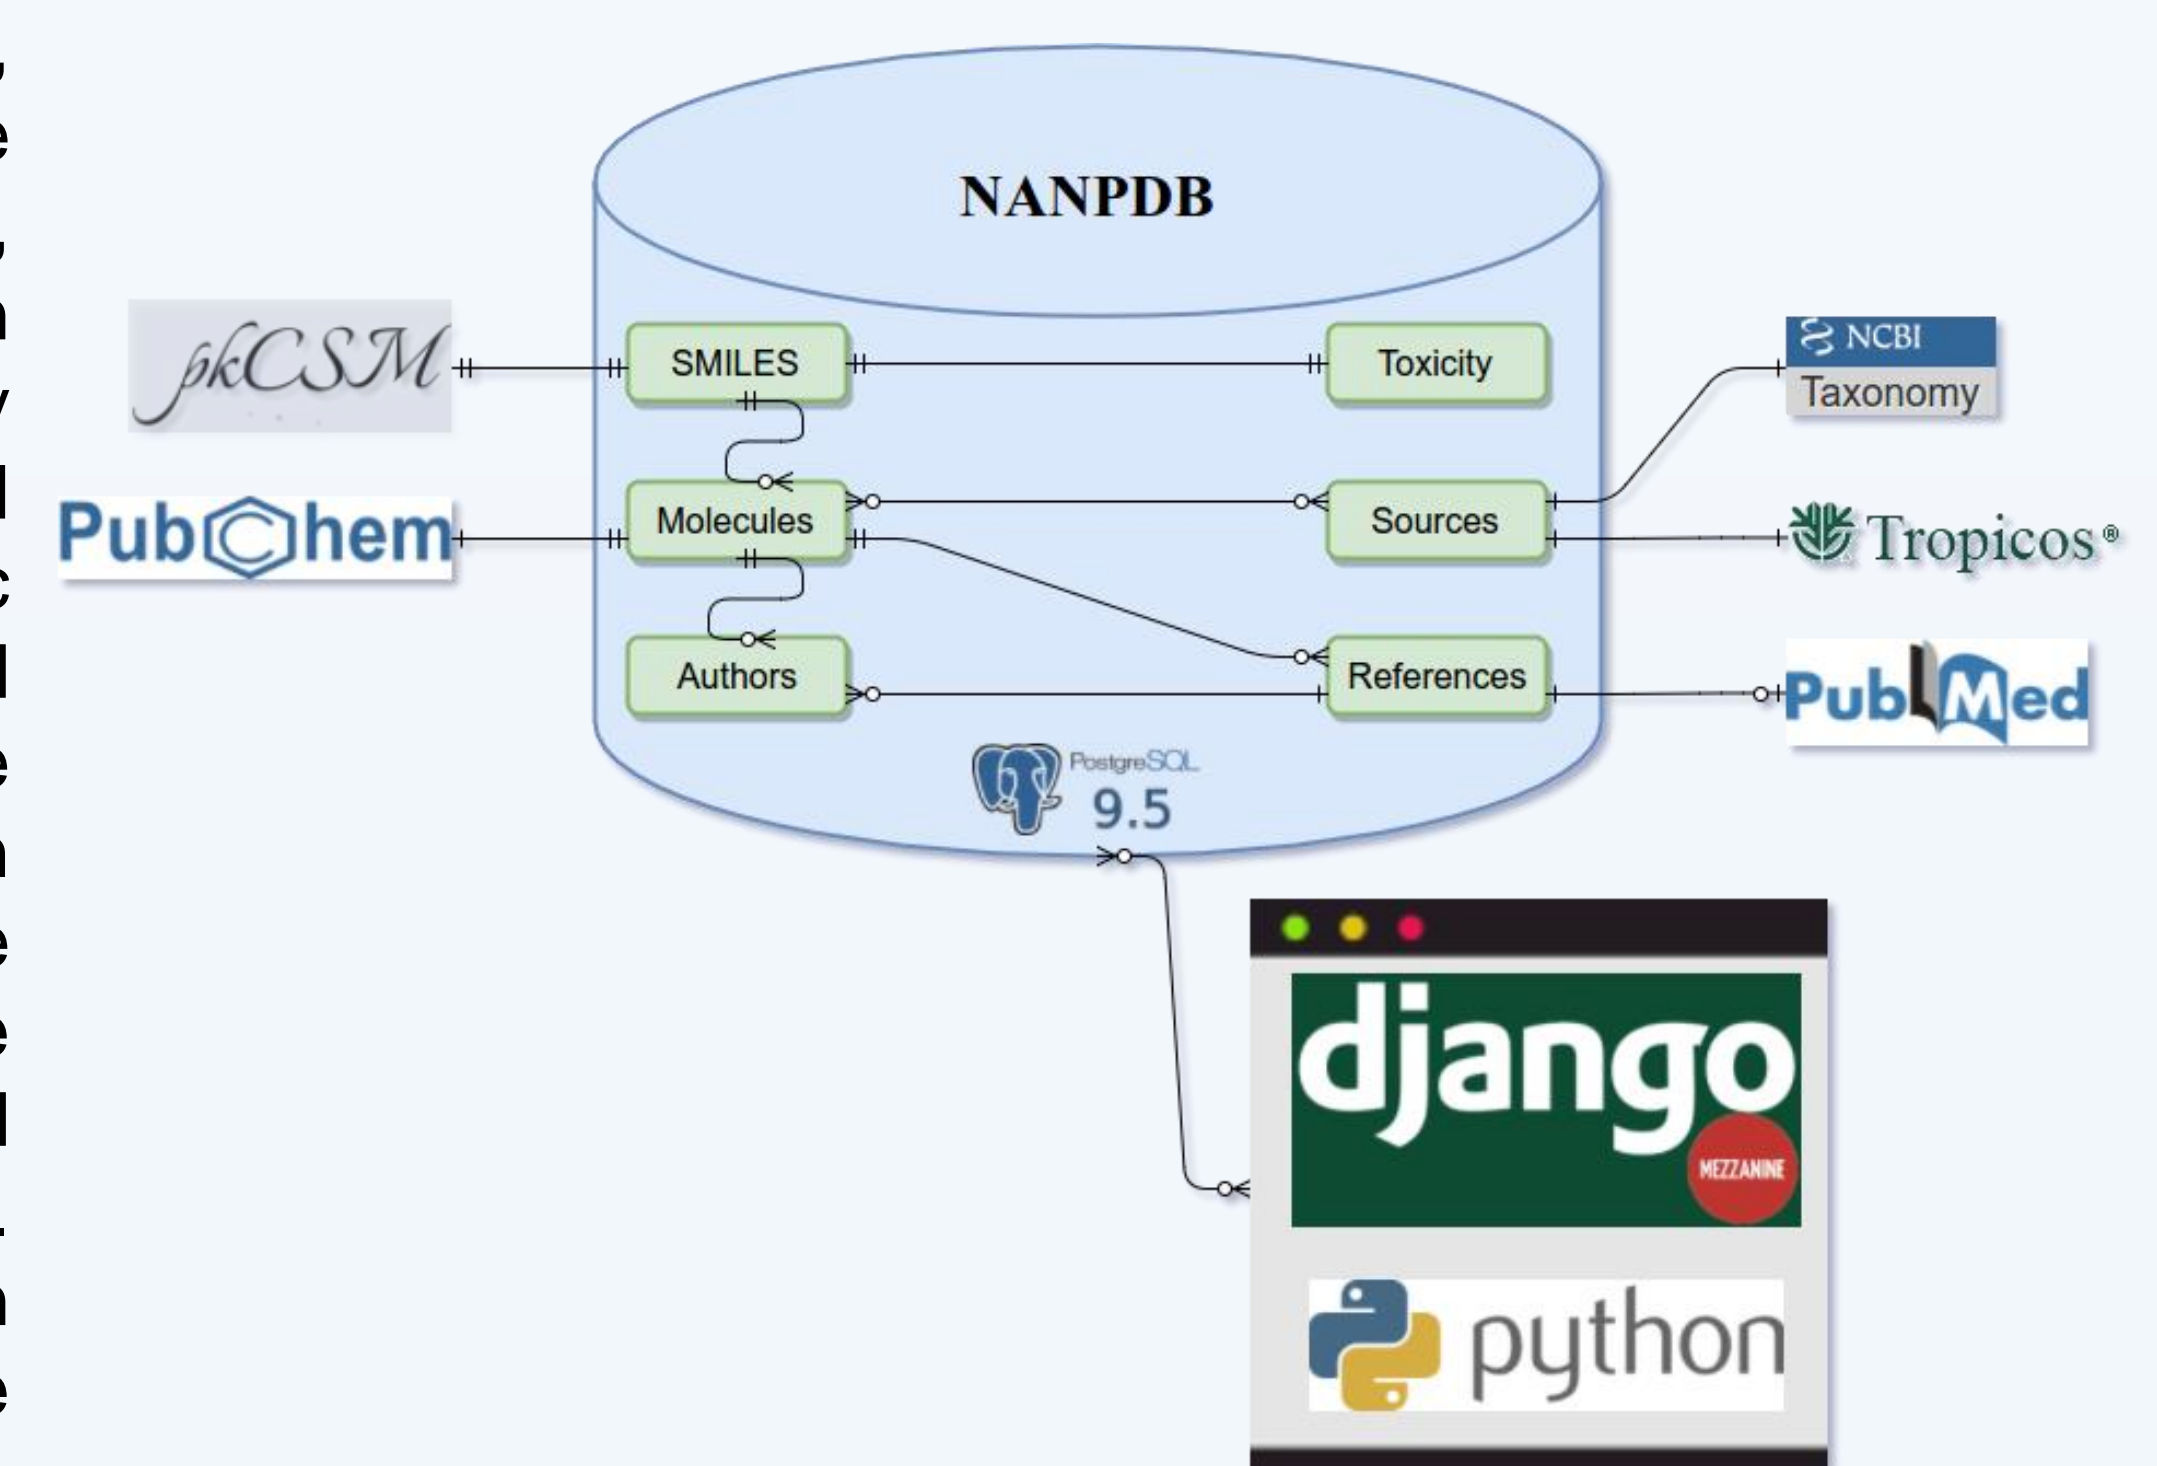 NANPDB
pkCSM
SMILES
Toxicity
NCBI
Taxonomy
PubChem
Molecules
Sources
Tropicos®
Authors
References
PubMed
PostgreSQL
9.5
django
MEZZANINE
python